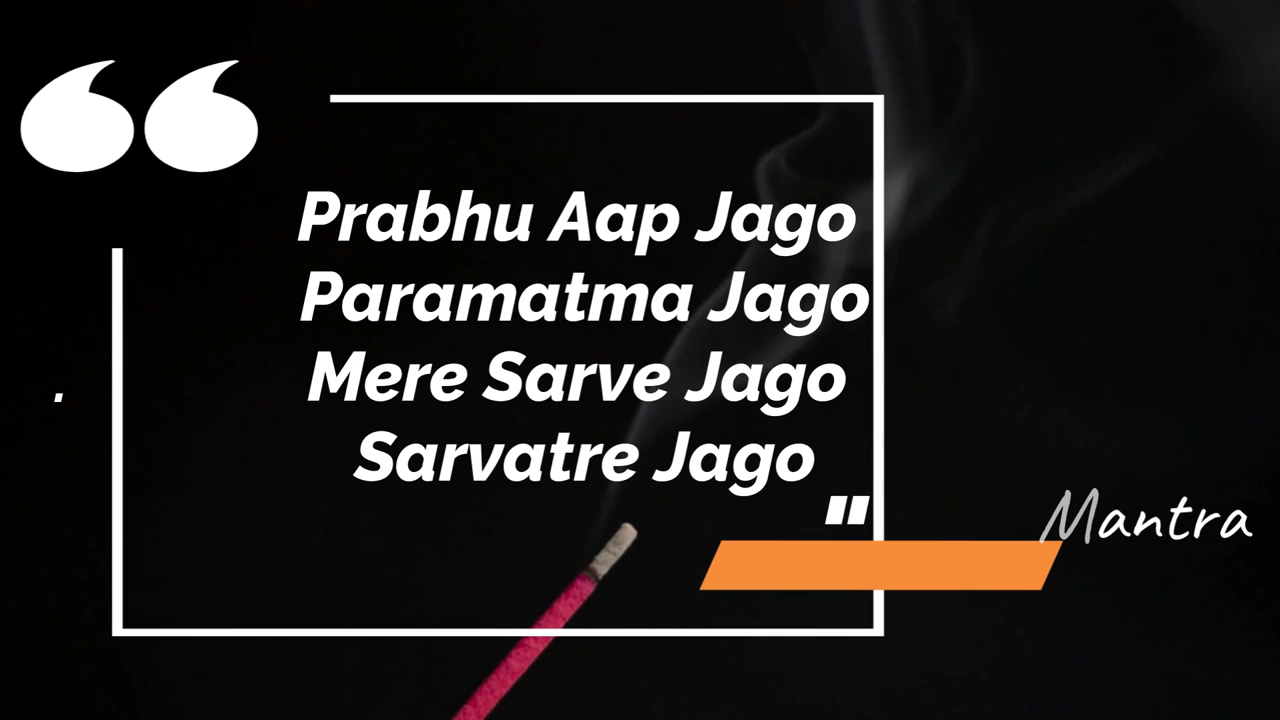 “
Prabhu Aap Jago
Paramatma Jago
Mere Sarve Jago
Sarvatre Jago
"
.
Mantra